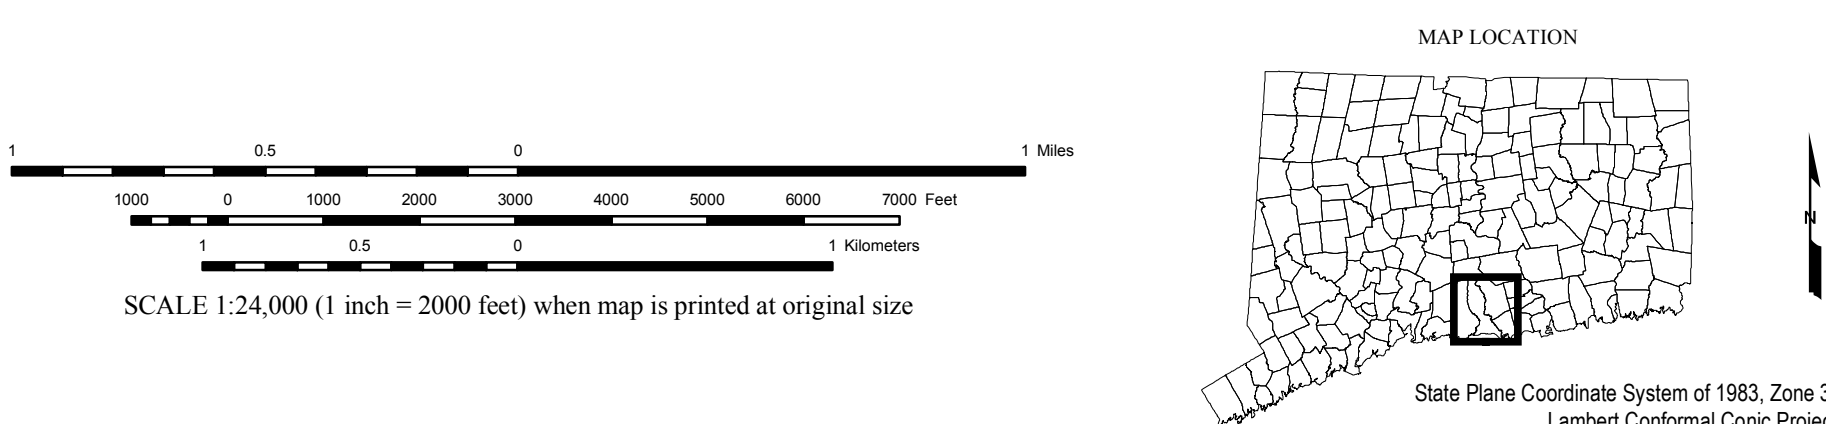 MAP LOCATION
1 0.5 0 1 Miles
1000 0 1000 2000 3000 4000 5000 6000 7000 Feet
1 0.5 0 1 Kilometers
SCALE 1:24,000 (1 inch = 2000 feet) when map is printed at original size
N
State Plane Coordinate System of 1983, Zone 3
Lambert Conformal Conic